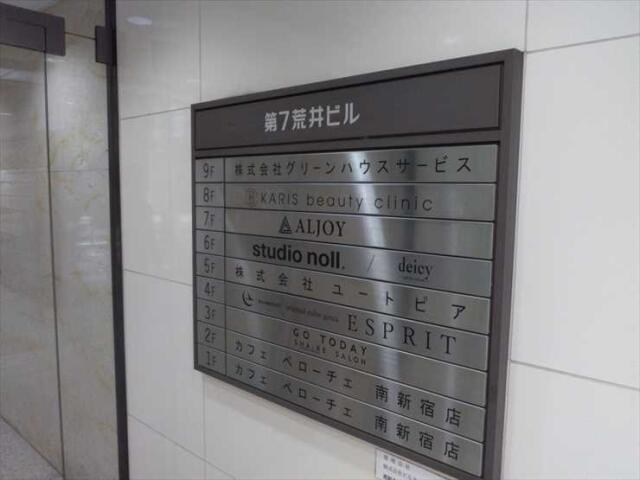 第7荒井ビル
9F 株式会社グリーンハウスサービス
8F KARIS beauty clinic
7F ALJOY
6F studio noll. / deicy
5F 株式会社ユートピア
4F ESPRIT
3F GO TODAY SHAiRE SALON
2F カフェ ベローチェ 南新宿店
1F カフェ ベローチェ 南新宿店